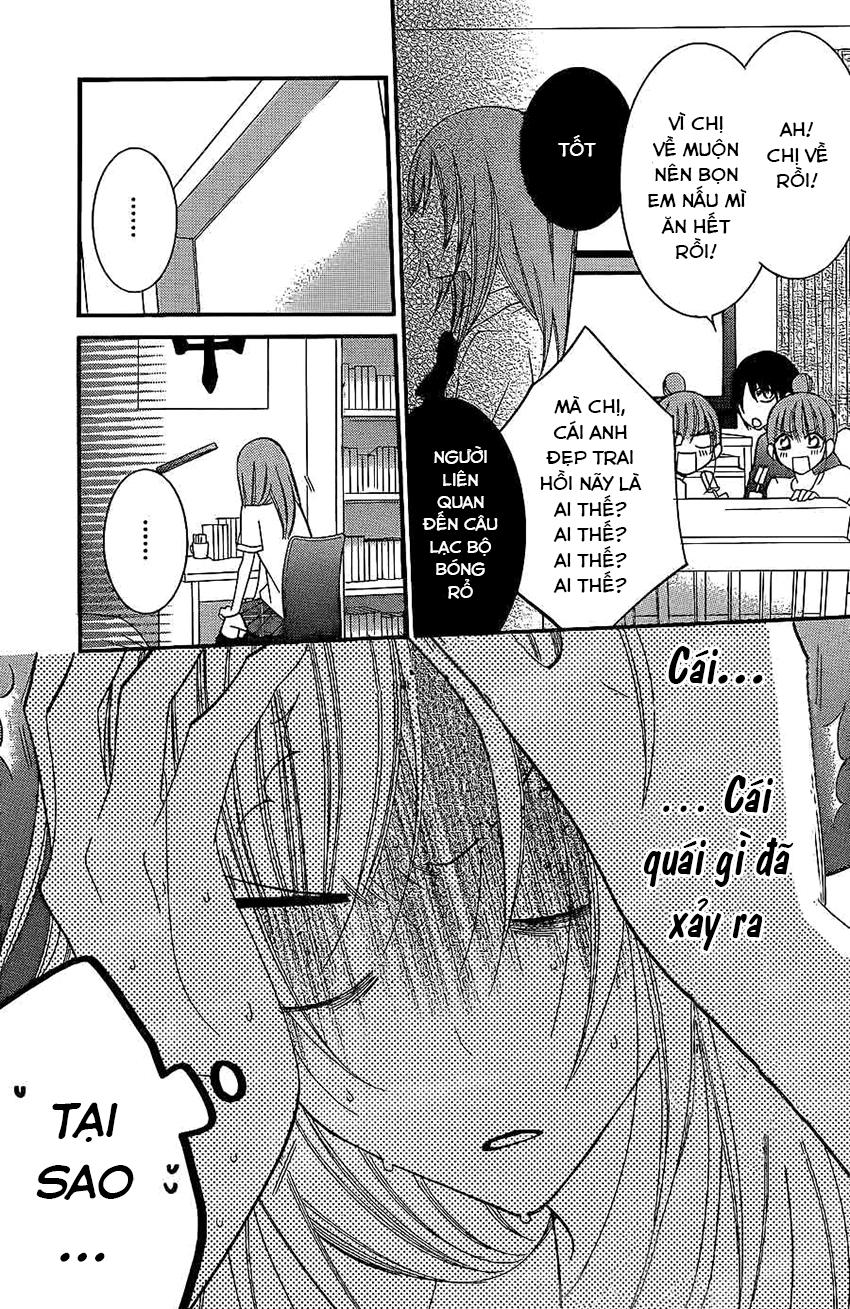 AH!
CHỊ VỀ
RỒI!
VÌ CHỊ
VỀ MUỘN
NÊN BỌN
EM NẤU MÌ
ĂN HẾT
RỒI!
TỐT
MÀ CHỊ,
CÁI ANH
ĐẸP TRAI
HỒI NÃY LÀ
AI THẾ?
AI THẾ?
AI THẾ?
AI THẾ?
NGƯỜI
LIÊN
QUAN
ĐẾN CÂU
LẠC BỘ
BÓNG RỔ
......
......
Cái...
... Cái
quái gì đã
xảy ra
TẠI
SAO
...